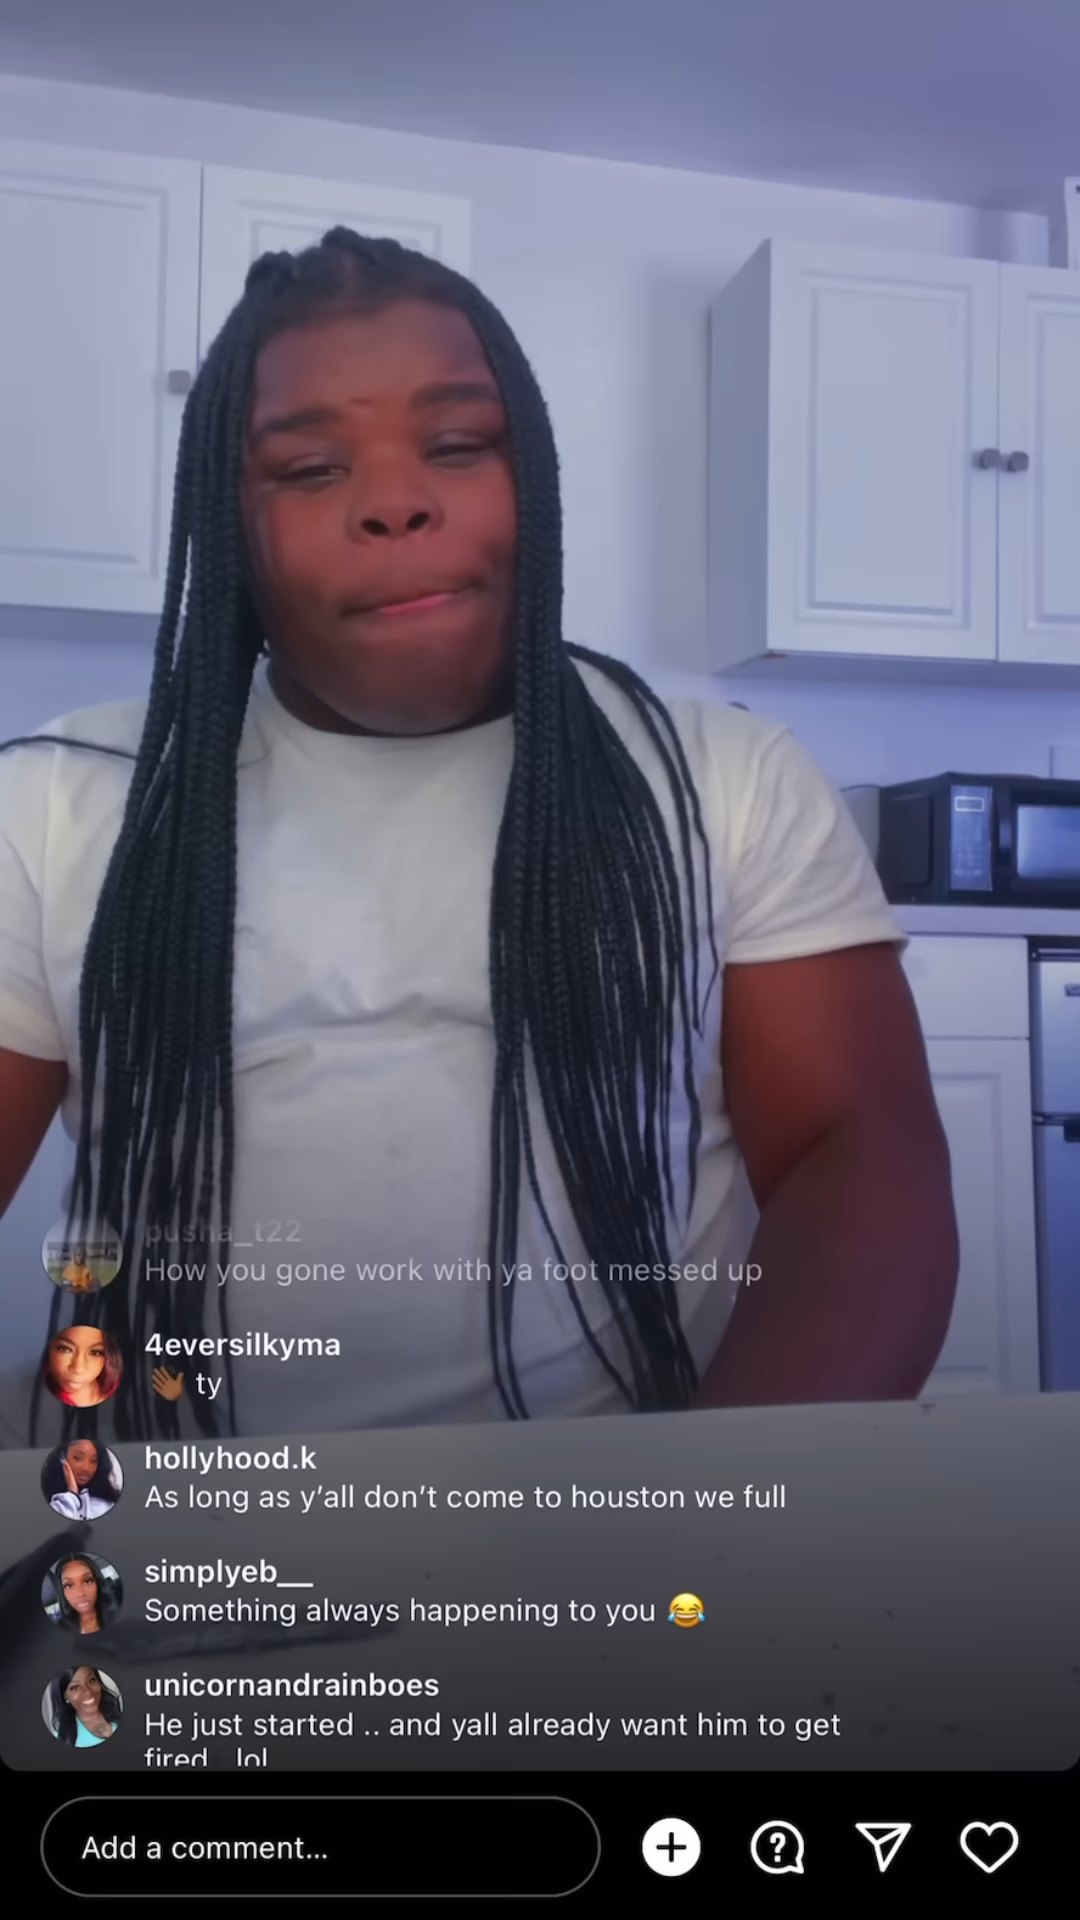 pusha_t22
How you gone work with ya foot messed up
4eversilkyma
👋🏾 ty
hollyhood.k
As long as y'all don't come to houston we full
simplyeb__
Something always happening to you 😂
unicornandrainboes
He just started .. and yall already want him to get
fired.. lol
Add a comment...